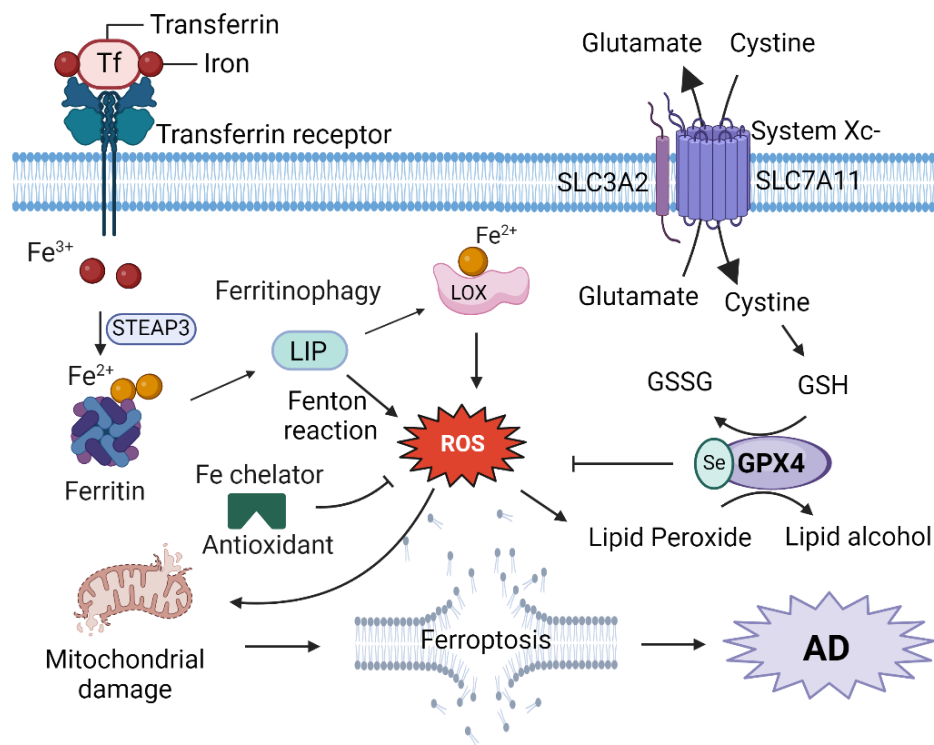 Transferrin
Tf
Iron
Transferrin receptor
Glutamate
Cystine
System Xc-
SLC3A2
SLC7A11
Fe3+
STEAP3
Fe2+
Ferritin
Ferritinophagy
LIP
Fenton
reaction
Fe2+
LOX
ROS
Fe chelator
Antioxidant
Glutamate
Cystine
GSSG
GSH
Se
GPX4
Lipid Peroxide
Lipid alcohol
Mitochondrial
damage
Ferroptosis
AD